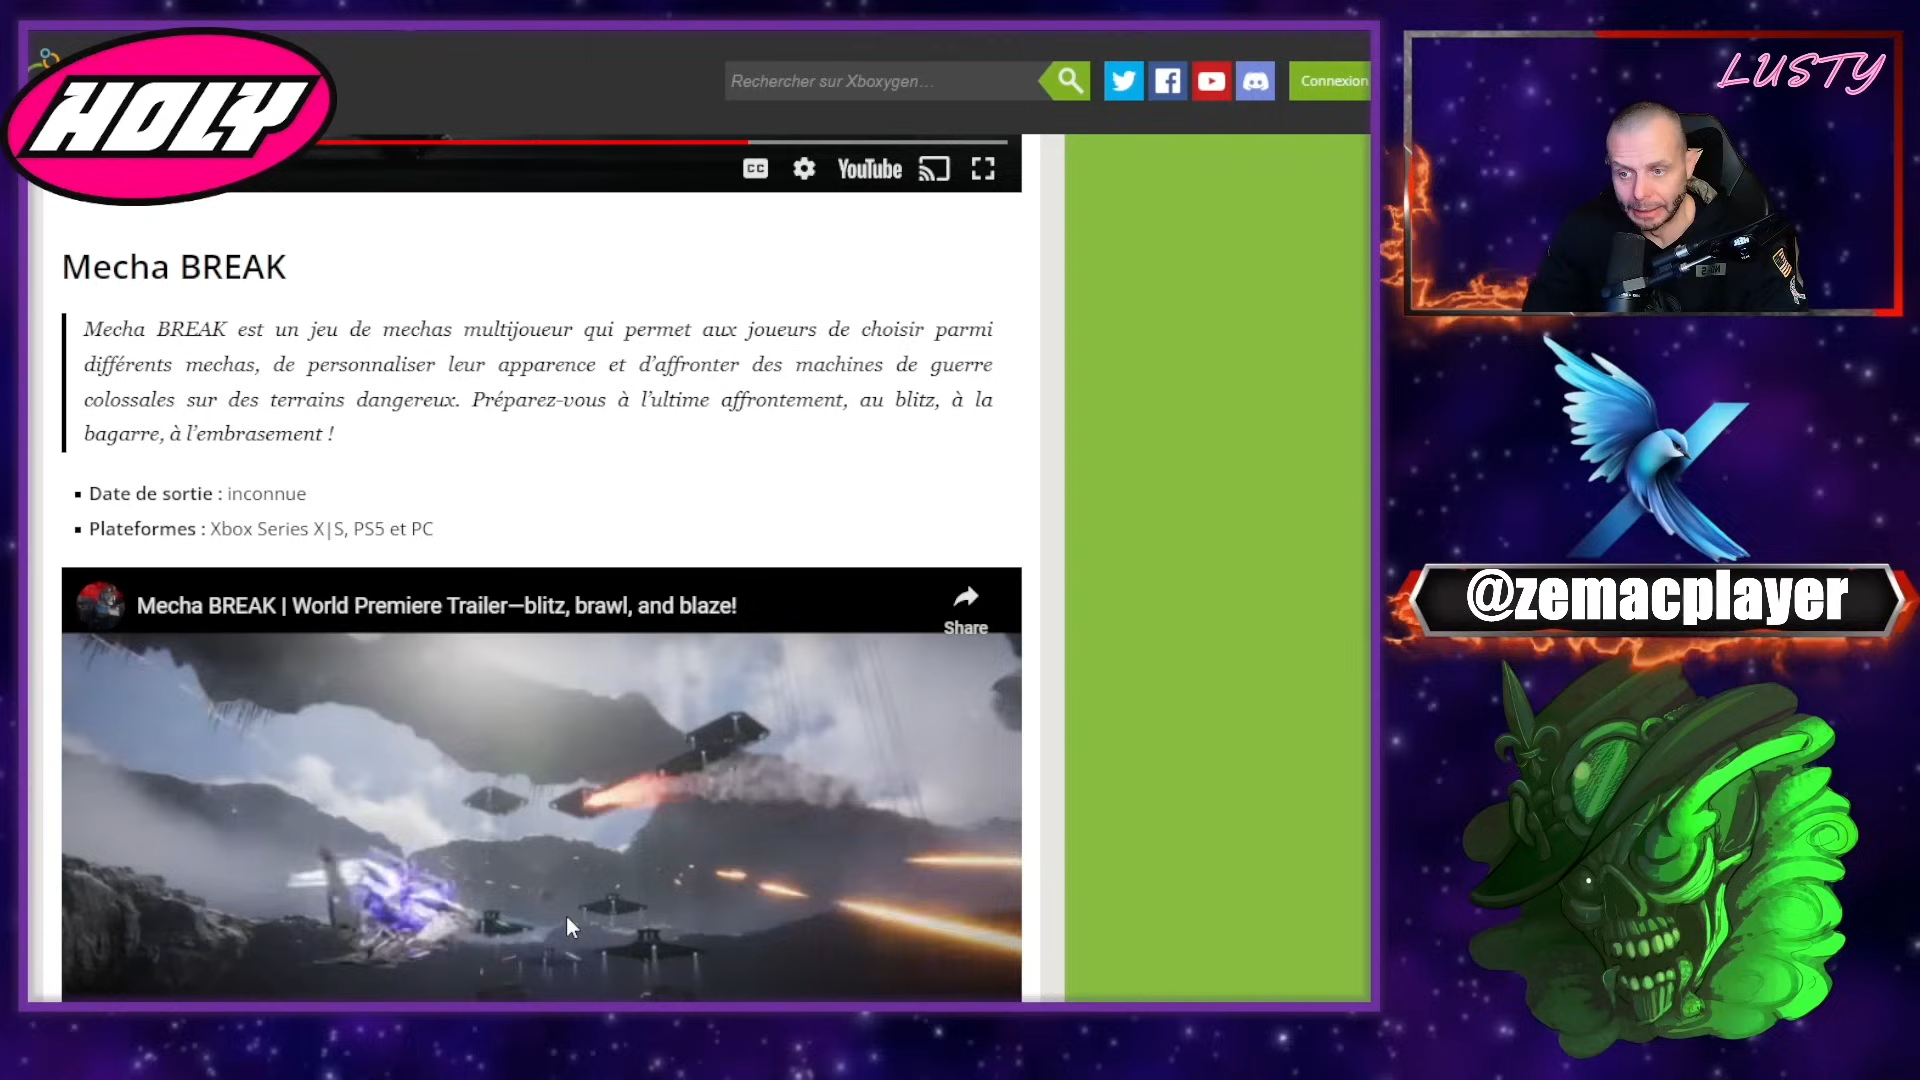 HOLY
Rechercher sur Xboxygen...
Connexion
LUSTY
CC
YouTube
Mecha BREAK
Mecha BREAK est un jeu de mechas multijoueur qui permet aux joueurs de choisir parmi
différents mechas, de personnaliser leur apparence et d'affronter des machines de guerre
colossales sur des terrains dangereux. Préparez-vous à l'ultime affrontement, au blitz, à la
bagarre, à l'embrasement !
▪ Date de sortie : inconnue
▪ Plateformes : Xbox Series X|S, PS5 et PC
Mecha BREAK | World Premiere Trailer—blitz, brawl, and blaze!
Share
@zemacplayer